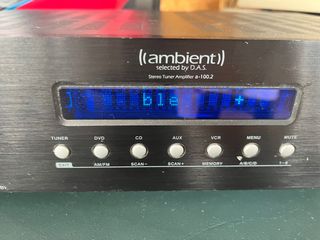 ((ambient))
selected by D.A.S.
Stereo Tuner Amplifier a-100.2
ble +
TUNER DVD CD AUX VCR MENU MUTE
AM/FM SCAN- SCAN+ MEMORY A/B/C/D